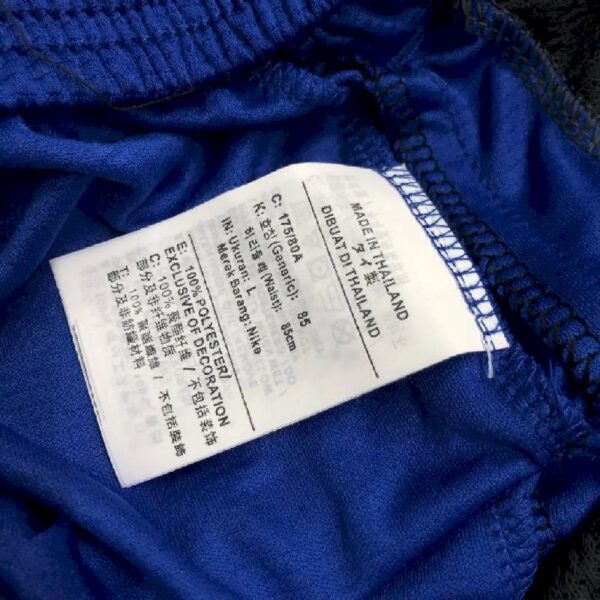 MADE IN THAILAND
タイ製
DIBUAT DI THAILAND
C: 175/80A
K: 호칭(Generic): 85
허리둘레(Waist): 85cm
IN: Ukuran: L
Merek Barang: Nike
E: 100% POLYESTER/
EXCLUSIVE OF DECORATION
C: 100% 聚酯纤维 / 不包括装饰
部分及非纤维物质
T: 100% 聚酯纖維 / 不包括裝飾
部分及非紡織材料